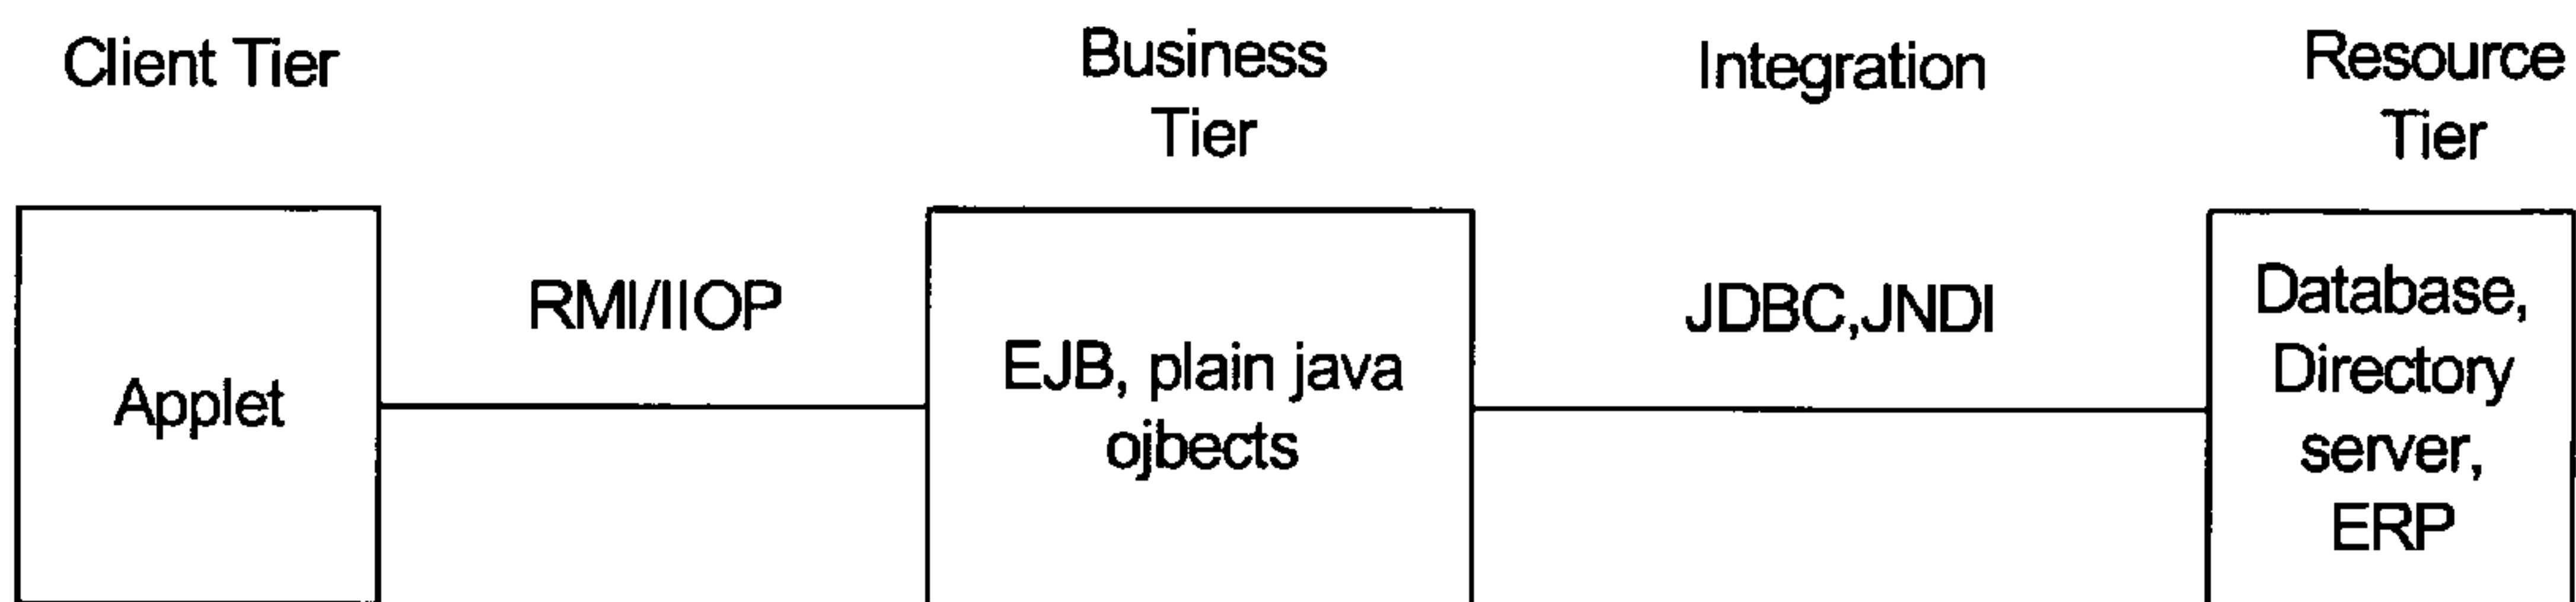 Client Tier
Business
Tier
Integration
Resource
Tier
Applet
RMI/IIOP
EJB, plain java
ojbects
JDBC,JNDI
Database,
Directory
server,
ERP